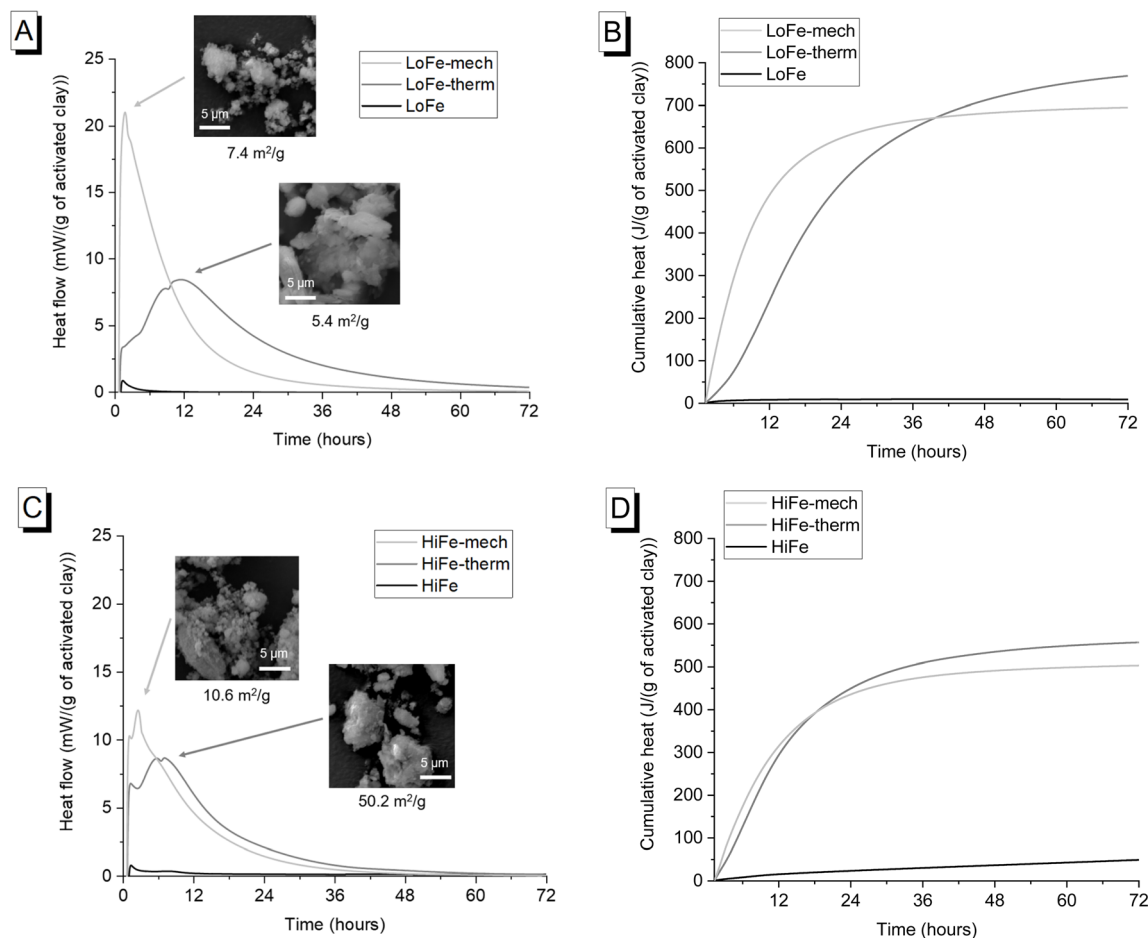 A
LoFe-mech
LoFe-therm
LoFe
25
20
15
10
5
0
Heat flow (mW/(g of activated clay))
5 µm
7.4 m²/g
5 µm
5.4 m²/g
0 12 24 36 48 60 72
Time (hours)
B
LoFe-mech
LoFe-therm
LoFe
800
700
600
500
400
300
200
100
0
Cumulative heat (J/(g of activated clay))
12 24 36 48 60 72
Time (hours)
C
HiFe-mech
HiFe-therm
HiFe
25
20
15
10
5
0
Heat flow (mW/(g of activated clay))
5 µm
10.6 m²/g
5 µm
50.2 m²/g
0 12 24 36 48 60 72
Time (hours)
D
HiFe-mech
HiFe-therm
HiFe
800
700
600
500
400
300
200
100
0
Cumulative heat (J/(g of activated clay))
12 24 36 48 60 72
Time (hours)